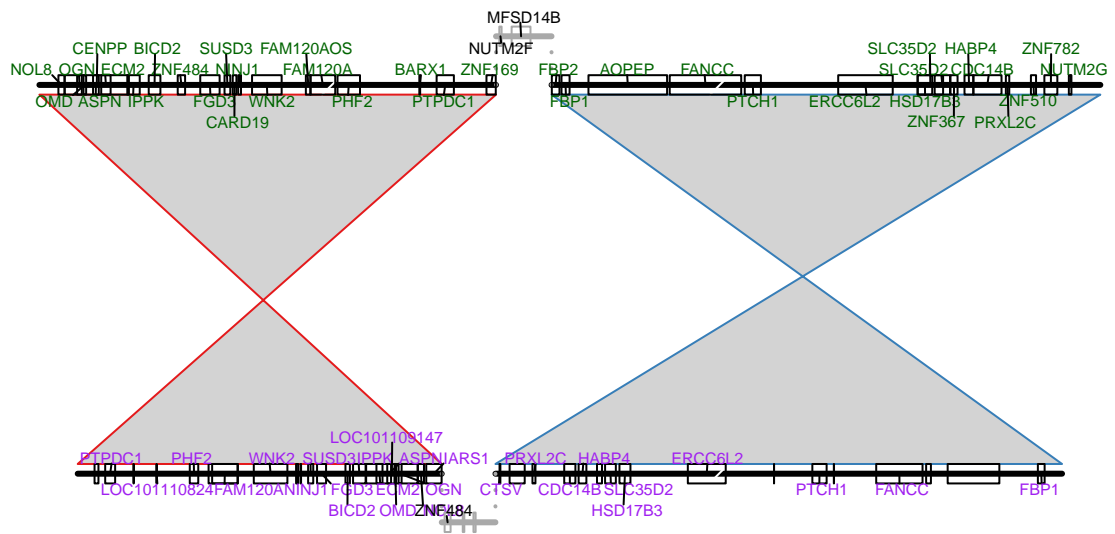 MFSD14B
CENPP BICD2 SUSD3 FAM120AOS NUTM2F SLC35D2 HABP4 ZNF782
NOL8 OGN ECM2 ZNF484 NINJ1 FAM120A BARX1 ZNF169 FBP2 AOPEP FANCC SLC35D2 CDC14B NUTM2G
OMD ASPN IPPK FGD3 WNK2 PHF2 PTPDC1 FBP1 PTCH1 ERCC6L2 HSD17B3 ZNF510
CARD19 ZNF367 PRXL2C
LOC101109147
PTPDC1 PHF2 WNK2 SUSD3 IPPK ASPN IARS1 PRXL2C HABP4 ERCC6L2
LOC101110824 FAM120A NINJ1 FGD3 ECM2 OGN CTSV CDC14B SLC35D2 PTCH1 FANCC FBP1
BICD2 OMD ZNF484 HSD17B3